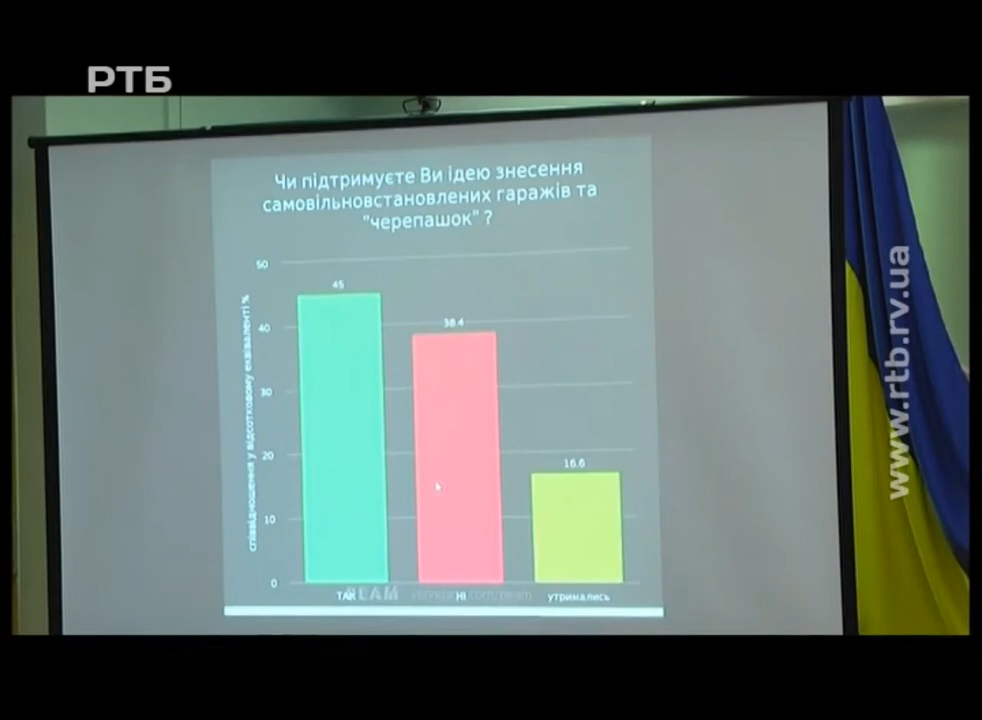 РТБ
Чи підтримуєте Ви ідею знесення
самовільновстановлених гаражів та
"черепашок" ?
співвідношення у відсотковому еквіваленті %
50
40
30
20
10
0
45
38.4
16.6
ТАК
НІ
утримались
www.rtb.rv.ua